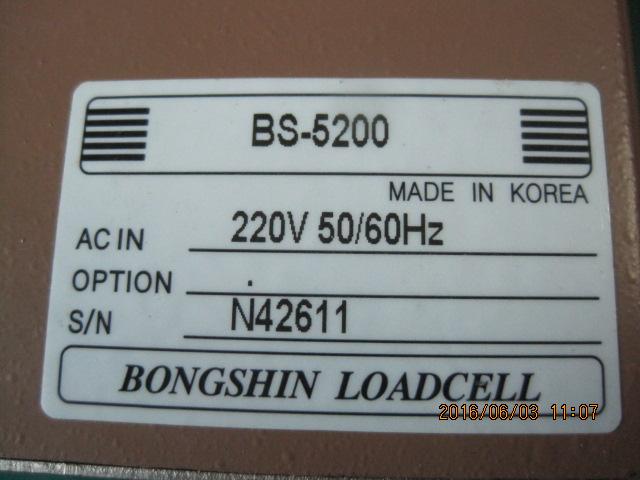 BS-5200
MADE IN KOREA
AC IN 220V 50/60Hz
OPTION .
S/N N42611
BONGSHIN LOADCELL
2016/06/03 11:07